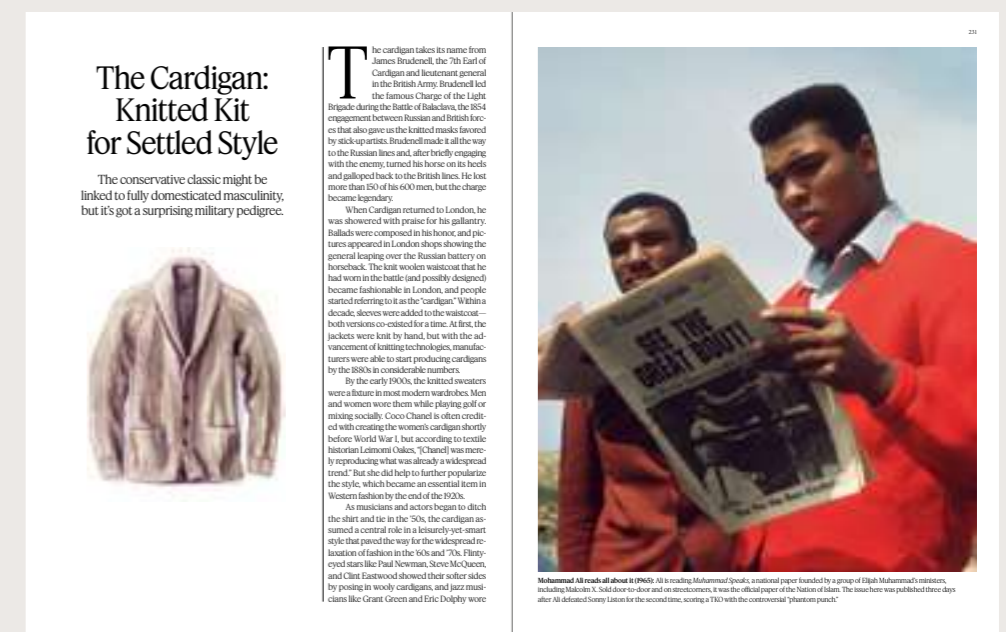 The Cardigan:
Knitted Kit
for Settled Style
The conservative classic might be
linked to fully domesticated masculinity,
but it's got a surprising military pedigree.
The cardigan takes its name from
James Brudenell, the 7th Earl of
Cardigan and lieutenant general
in the British Army. Brudenell led
the famous Charge of the Light
Brigade during the Battle of Balaclava, the 1854
engagement between Russian and British forc-
es that also gave us the knitted masks favored
by stick-up artists. Brudenell made it all the way
to the Russian lines and, after briefly engaging
with the enemy, turned his horse on its heels
and galloped back to the British lines. He lost
more than 150 of his 600 men, but the charge
became legendary.
When Cardigan returned to London, he
was showered with praise for his gallantry.
Ballads were composed in his honor, and pic-
tures appeared in London shops showing the
general leaping over the Russian battery on
horseback. The knit woolen waistcoat that he
had worn in the battle (and possibly designed)
became fashionable in London, and people
started referring to it as the "cardigan." Within a
decade, sleeves were added to the waistcoat—
both versions co-existed for a time. At first, the
jackets were knit by hand, but with the ad-
vancement of knitting technologies, manufac-
turers were able to start producing cardigans
by the 1880s in considerable numbers.
By the early 1900s, the knitted sweaters
were a fixture in most modern wardrobes. Men
and women wore them while playing golf or
mixing socially. Coco Chanel is often credit-
ed with creating the women's cardigan shortly
before World War I, but according to textile
historian Leimomi Oakes, "[Chanel] was mere-
ly reproducing what was already a widespread
trend." But she did help to further popularize
the style, which became an essential item in
Western fashion by the end of the 1920s.
As musicians and actors began to ditch
the shirt and tie in the '50s, the cardigan as-
sumed a central role in a leisurely-yet-smart
style that paved the way for the widespread re-
laxation of fashion in the '60s and '70s. Flinty-
eyed stars like Paul Newman, Steve McQueen,
and Clint Eastwood showed their softer sides
by posing in wooly cardigans, and jazz musi-
cians like Grant Green and Eric Dolphy wore
231
SEE THE
GREAT BOUT!
Mohammad Ali reads all about it (1965): Ali is reading Muhammad Speaks, a national paper founded by a group of Elijah Muhammad's ministers,
including Malcolm X. Sold door-to-door and on streetcorners, it was the official paper of the Nation of Islam. The issue here was published three days
after Ali defeated Sonny Liston for the second time, scoring a TKO with the controversial "phantom punch."